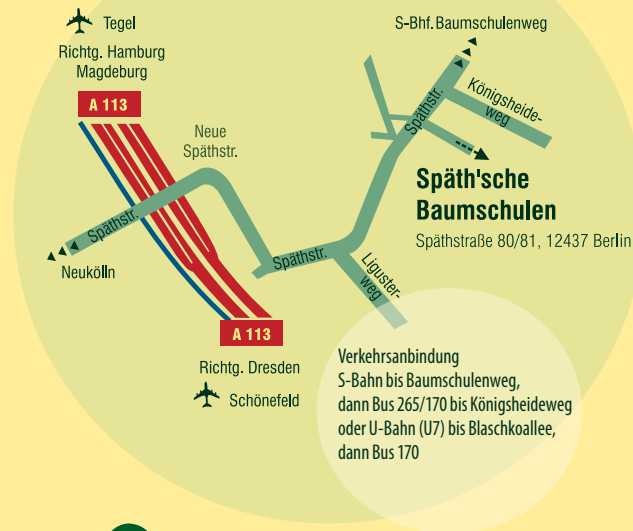 Tegel
Richtg. Hamburg
Magdeburg
A 113
S-Bhf. Baumschulenweg
Königsheide-
weg
Späthstr.
Neue
Späthstr.
Späth'sche
Baumschulen
Späthstraße 80/81, 12437 Berlin
Späthstr.
Neukölln
Späthstr.
Liguster-
weg
A 113
Richtg. Dresden
Schönefeld
Verkehrsanbindung
S-Bahn bis Baumschulenweg,
dann Bus 265/170 bis Königsheideweg
oder U-Bahn (U7) bis Blaschkoallee,
dann Bus 170